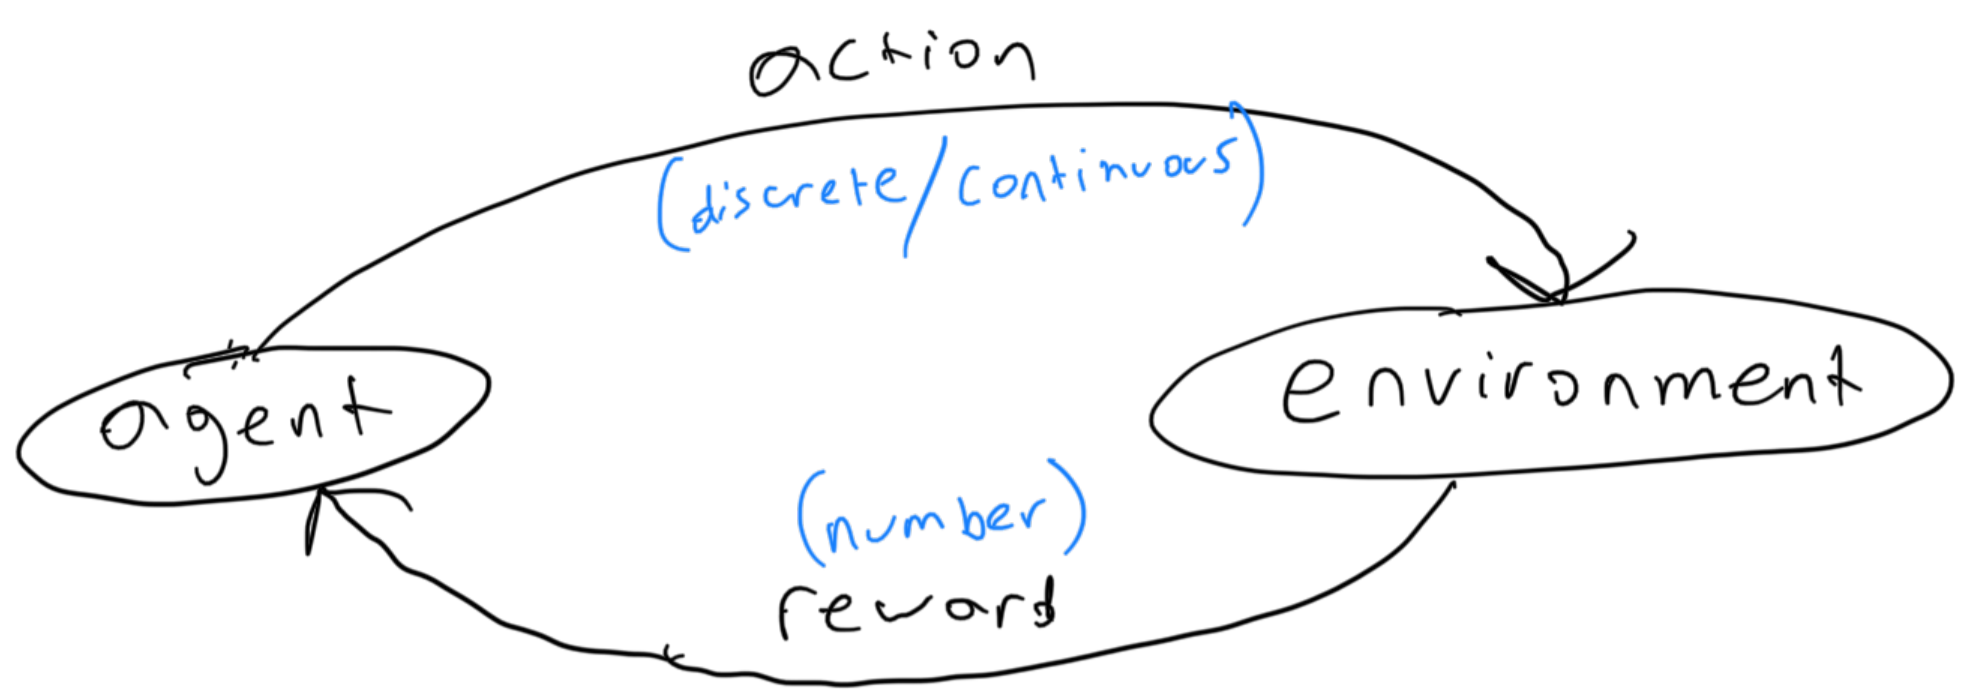 action
(discrete/continuous)
agent
environment
(number)
reward